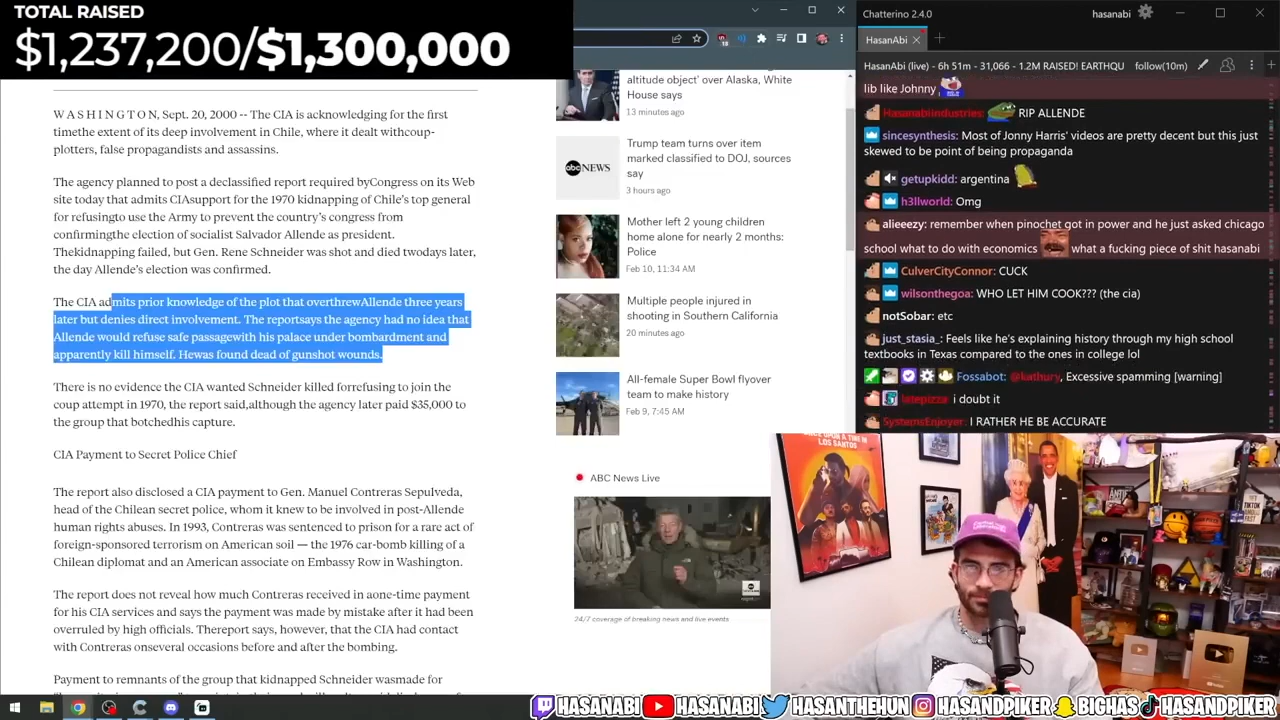 TOTAL RAISED
$1,237,200/$1,300,000
W A S H I N G T O N, Sept. 20, 2000 -- The CIA is acknowledging for the first
timethe extent of its deep involvement in Chile, where it dealt withcoup-
plotters, false propagandists and assassins.
The agency planned to post a declassified report required byCongress on its Web
site today that admits CIAsupport for the 1970 kidnapping of Chile's top general
for refusingto use the Army to prevent the country's congress from
confirmingthe election of socialist Salvador Allende as president.
Thekidnapping failed, but Gen. Rene Schneider was shot and died twodays later,
the day Allende's election was confirmed.
The CIA admits prior knowledge of the plot that overthrewAllende three years
later but denies direct involvement. The reportsays the agency had no idea that
Allende would refuse safe passagewith his palace under bombardment and
apparently kill himself. Hewas found dead of gunshot wounds.
There is no evidence the CIA wanted Schneider killed forrefusing to join the
coup attempt in 1970, the report said,although the agency later paid $35,000 to
the group that botchedhis capture.
CIA Payment to Secret Police Chief
The report also disclosed a CIA payment to Gen. Manuel Contreras Sepulveda,
head of the Chilean secret police, whom it knew to be involved in post-Allende
human rights abuses. In 1993, Contreras was sentenced to prison for a rare act of
foreign-sponsored terrorism on American soil — the 1976 car-bomb killing of a
Chilean diplomat and an American associate on Embassy Row in Washington.
The report does not reveal how much Contreras received in aone-time payment
for his CIA services and says the payment was made by mistake after it had been
overruled by high officials. Thereport says, however, that the CIA had contact
with Contreras onseveral occasions before and after the bombing.
Payment to remnants of the group that kidnapped Schneider wasmade for
altitude object' over Alaska, White
House says
13 minutes ago
abc NEWS
Trump team turns over item
marked classified to DOJ, sources
say
3 hours ago
Mother left 2 young children
home alone for nearly 2 months:
Police
Feb 10, 11:34 AM
Multiple people injured in
shooting in Southern California
20 minutes ago
All-female Super Bowl flyover
team to make history
Feb 9, 7:45 AM
ABC News Live
24/7 coverage of breaking news and live events
Chatterino 2.4.0
hasanabi
HasanAbi
HasanAbi (live) - 6h 51m - 31,066 - 1.2M RAISED! EARTHQU
follow(10m)
lib like Johnny
Hasanabiindustries: RIP ALLENDE
sincesynthesis: Most of Jonny Harris' videos are pretty decent but this just
skewed to be point of being propaganda
getupkidd: argentina
h3llworld: Omg
alieeezy: remember when pinochet got in power and he just asked chicago
school what to do with economics what a fucking piece of shit hasanabi
CulverCityConnor: CUCK
wilsonthegoa: WHO LET HIM COOK??? (the cia)
notSobar: etc
FoxxyL: feels like he's explaining history through my high school
textbooks in Texas compared to the ones in college lol
Fossabot: @kathury, Excessive spamming [warning]
@tepizza i doubt it
SystemsEnjoyer: I RATHER HE BE ACCURATE
LOS SANTOS
HASANABI HASANABI HASANTHEHUN HASANDPIKER BIGHAS HASANDPIKER